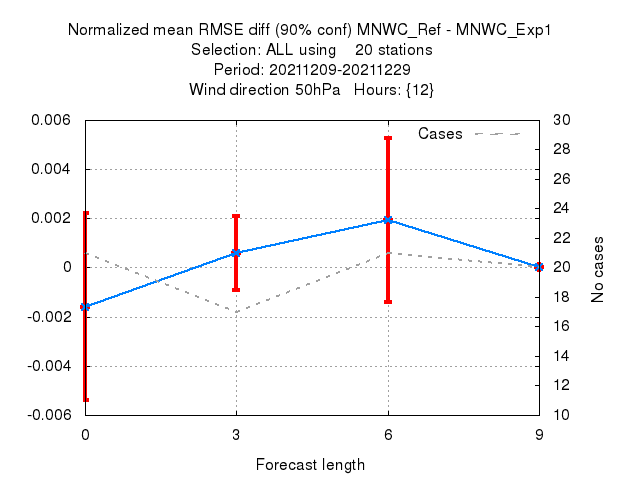 Normalized mean RMSE diff (90% conf) MNWC_Ref - MNWC_Exp1
Selection: ALL using    20 stations
Period: 20211209-20211229
Wind direction 50hPa   Hours: {12}
0.006
0.004
0.002
0
-0.002
-0.004
-0.006
Cases
30
28
26
24
22
20
18
16
14
12
10
No cases
0 3 6 9
Forecast length